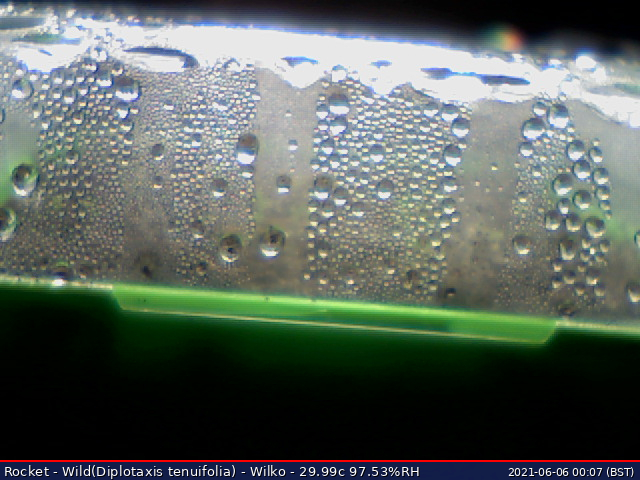 Rocket - Wild(Diplotaxis tenuifolia) - Wilko - 29.99c 97.53%RH
2021-06-06 00:07 (BST)